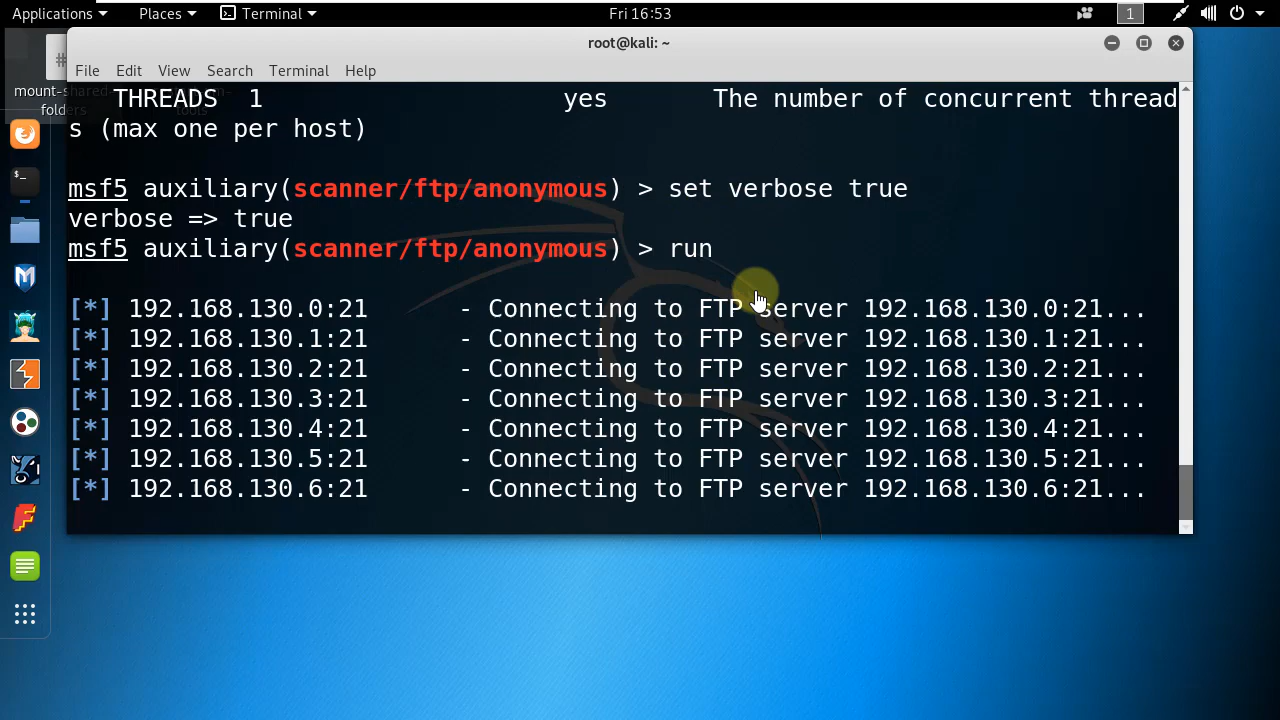 Applications Places Terminal Fri 16:53 1
root@kali: ~
File Edit View Search Terminal Help
mount-shared-
folders
THREADS 1 yes The number of concurrent thread
s (max one per host)
msf5 auxiliary(scanner/ftp/anonymous) > set verbose true
verbose => true
msf5 auxiliary(scanner/ftp/anonymous) > run
[*] 192.168.130.0:21 - Connecting to FTP server 192.168.130.0:21...
[*] 192.168.130.1:21 - Connecting to FTP server 192.168.130.1:21...
[*] 192.168.130.2:21 - Connecting to FTP server 192.168.130.2:21...
[*] 192.168.130.3:21 - Connecting to FTP server 192.168.130.3:21...
[*] 192.168.130.4:21 - Connecting to FTP server 192.168.130.4:21...
[*] 192.168.130.5:21 - Connecting to FTP server 192.168.130.5:21...
[*] 192.168.130.6:21 - Connecting to FTP server 192.168.130.6:21...